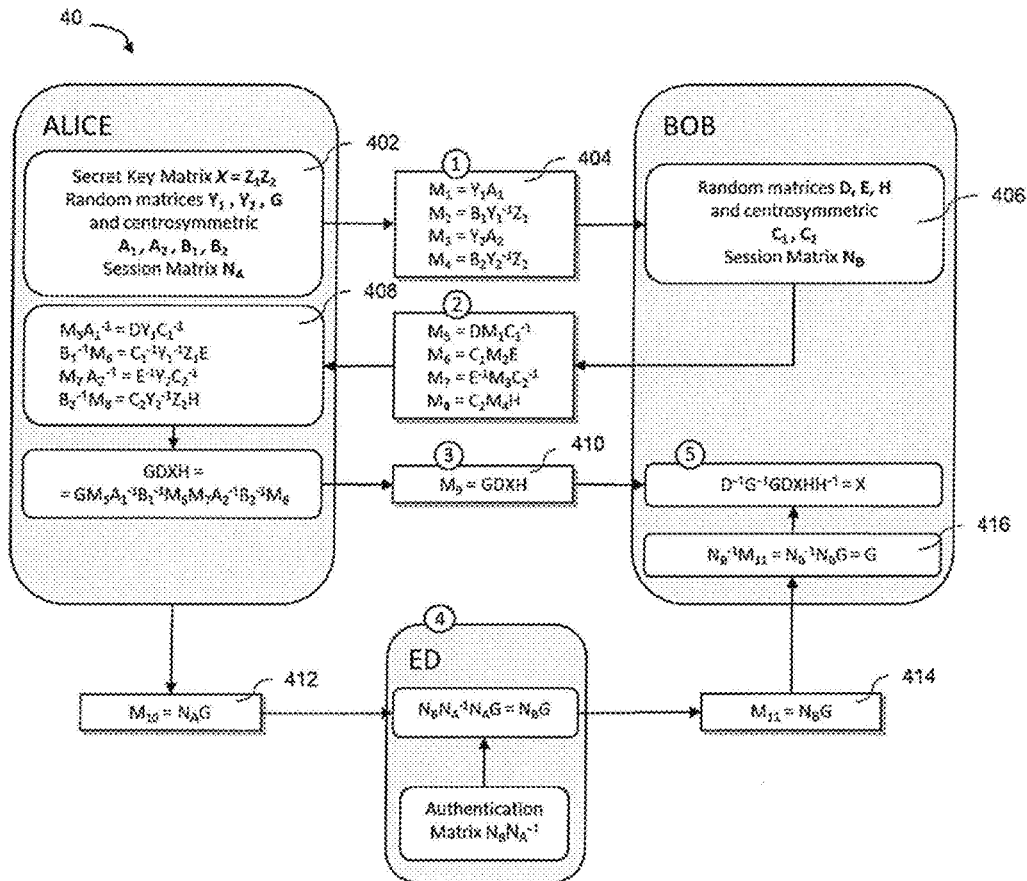 40
ALICE
402
Secret Key Matrix X = Z₁Z₂
Random matrices Y₁, Y₂, G
and centrosymmetric
A₁, A₂, B₁, B₂
Session Matrix N_A
1
404
M₁ = Y₁A₁
M₂ = B₁Y₁⁻¹Z₁
M₃ = Y₂A₂
M₄ = B₂Y₂⁻¹Z₂
BOB
Random matrices D, E, H
and centrosymmetric
C₁, C₂
Session Matrix N_B
406
408
M₅A₁⁻¹ = DY₁C₁⁻¹
B₁⁻¹M₆ = C₁Y₁⁻¹Z₁E
M₇A₂⁻¹ = E⁻¹Y₂C₂⁻¹
B₂⁻¹M₈ = C₂Y₂⁻¹Z₂H
2
M₅ = DM₁C₁⁻¹
M₆ = C₁M₂E
M₇ = E⁻¹M₃C₂⁻¹
M₈ = C₂M₄H
GDXH =
= GM₅A₁⁻¹B₁⁻¹M₆M₇A₂⁻¹B₂⁻¹M₈
3
410
M₉ = GDXH
5
D⁻¹G⁻¹GDXHH⁻¹ = X
416
N_B⁻¹M₁₁ = N_B⁻¹N_BG = G
4
ED
412
M₁₀ = N_AG
N_BN_A⁻¹N_AG = N_BG
414
M₁₁ = N_BG
Authentication
Matrix N_BN_A⁻¹